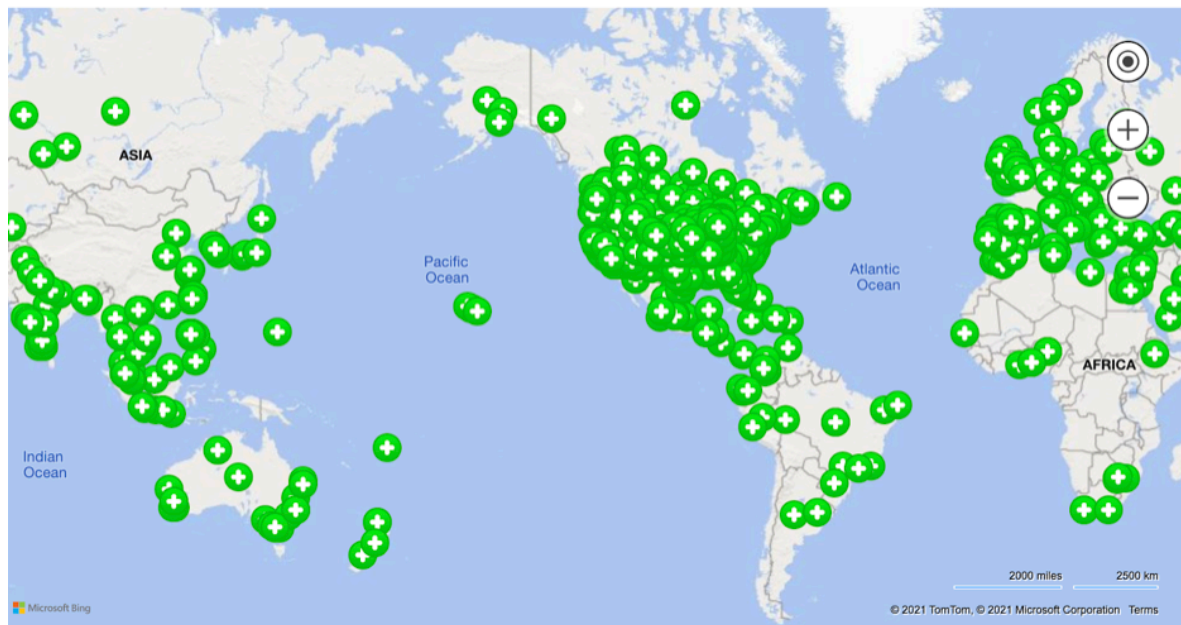 ASIA
Pacific
Ocean
Atlantic
Ocean
AFRICA
Indian
Ocean
2000 miles 2500 km
Microsoft Bing
© 2021 TomTom, © 2021 Microsoft Corporation Terms